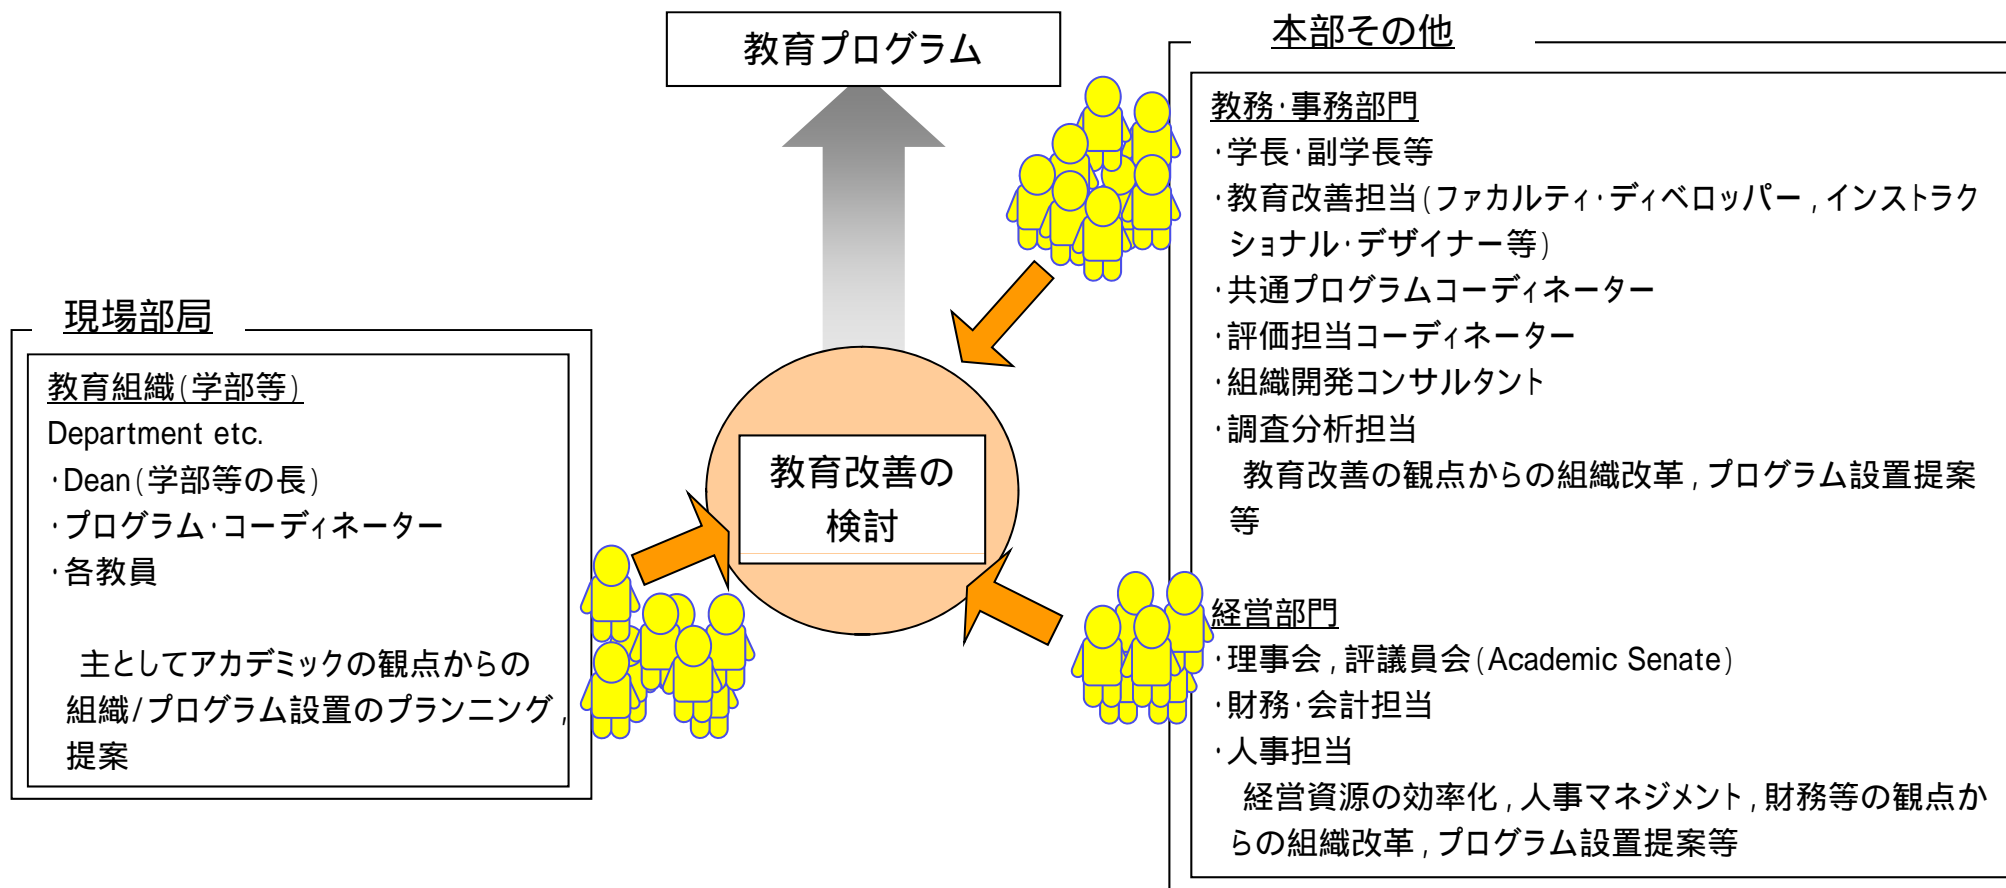 教育プログラム
本部その他
教務・事務部門
・学長・副学長等
・教育改善担当(ファカルティ・ディベロッパー,インストラク
ショナル・デザイナー等)
・共通プログラムコーディネーター
・評価担当コーディネーター
・組織開発コンサルタント
・調査分析担当
教育改善の観点からの組織改革,プログラム設置提案
等
経営部門
・理事会,評議員会(Academic Senate)
・財務・会計担当
・人事担当
経営資源の効率化,人事マネジメント,財務等の観点か
らの組織改革,プログラム設置提案等
現場部局
教育組織(学部等)
Department etc.
・Dean(学部等の長)
・プログラム・コーディネーター
・各教員
主としてアカデミックの観点からの
組織/プログラム設置のプランニング,
提案
教育改善の
検討